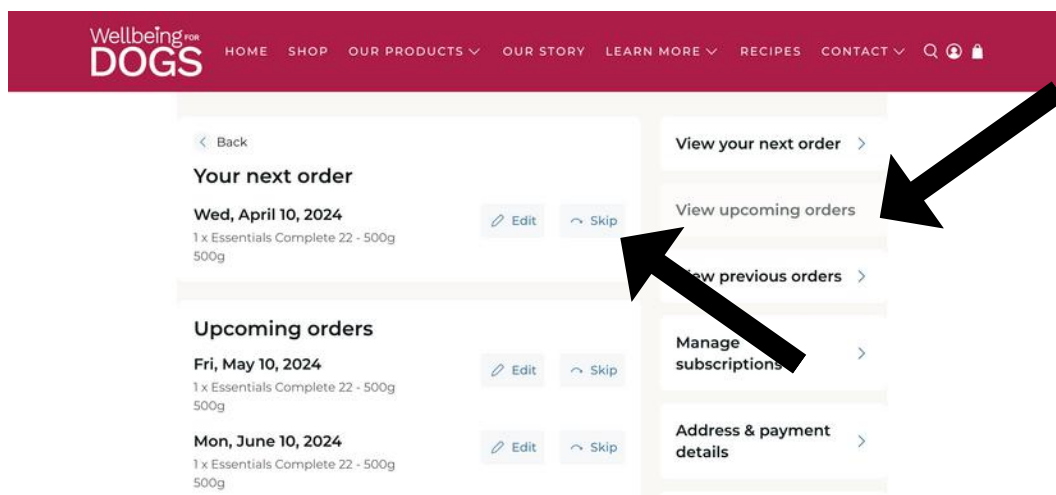 Wellbeing FOR
DOGS
HOME SHOP OUR PRODUCTS OUR STORY LEARN MORE RECIPES CONTACT
Back
Your next order
Wed, April 10, 2024
Edit Skip
1 x Essentials Complete 22 - 500g
500g
Upcoming orders
Fri, May 10, 2024
Edit Skip
1 x Essentials Complete 22 - 500g
500g
Mon, June 10, 2024
Edit Skip
1 x Essentials Complete 22 - 500g
500g
View your next order
View upcoming orders
previous orders
Manage
subscriptions
Address & payment
details